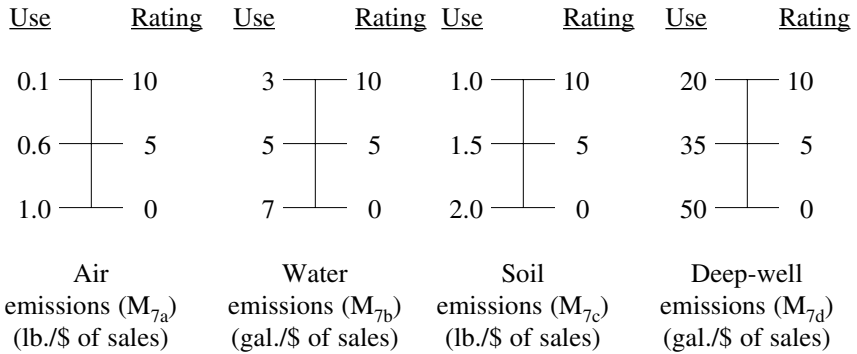 Use Rating Use Rating Use Rating Use Rating
0.1 10 3 10 1.0 10 20 10
0.6 5 5 5 1.5 5 35 5
1.0 0 7 0 2.0 0 50 0
Air Water Soil Deep-well
emissions (M7a) emissions (M7b) emissions (M7c) emissions (M7d)
(lb./$ of sales) (gal./$ of sales) (lb./$ of sales) (gal./$ of sales)